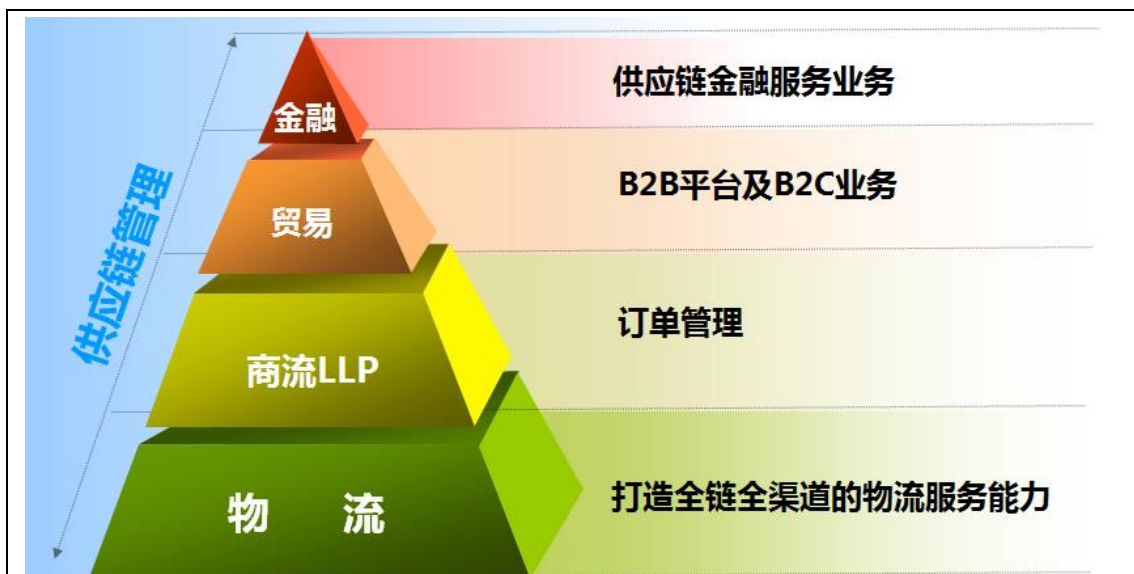 供应链管理
金融
供应链金融服务业务
贸易
B2B平台及B2C业务
商流LLP
订单管理
物 流
打造全链全渠道的物流服务能力